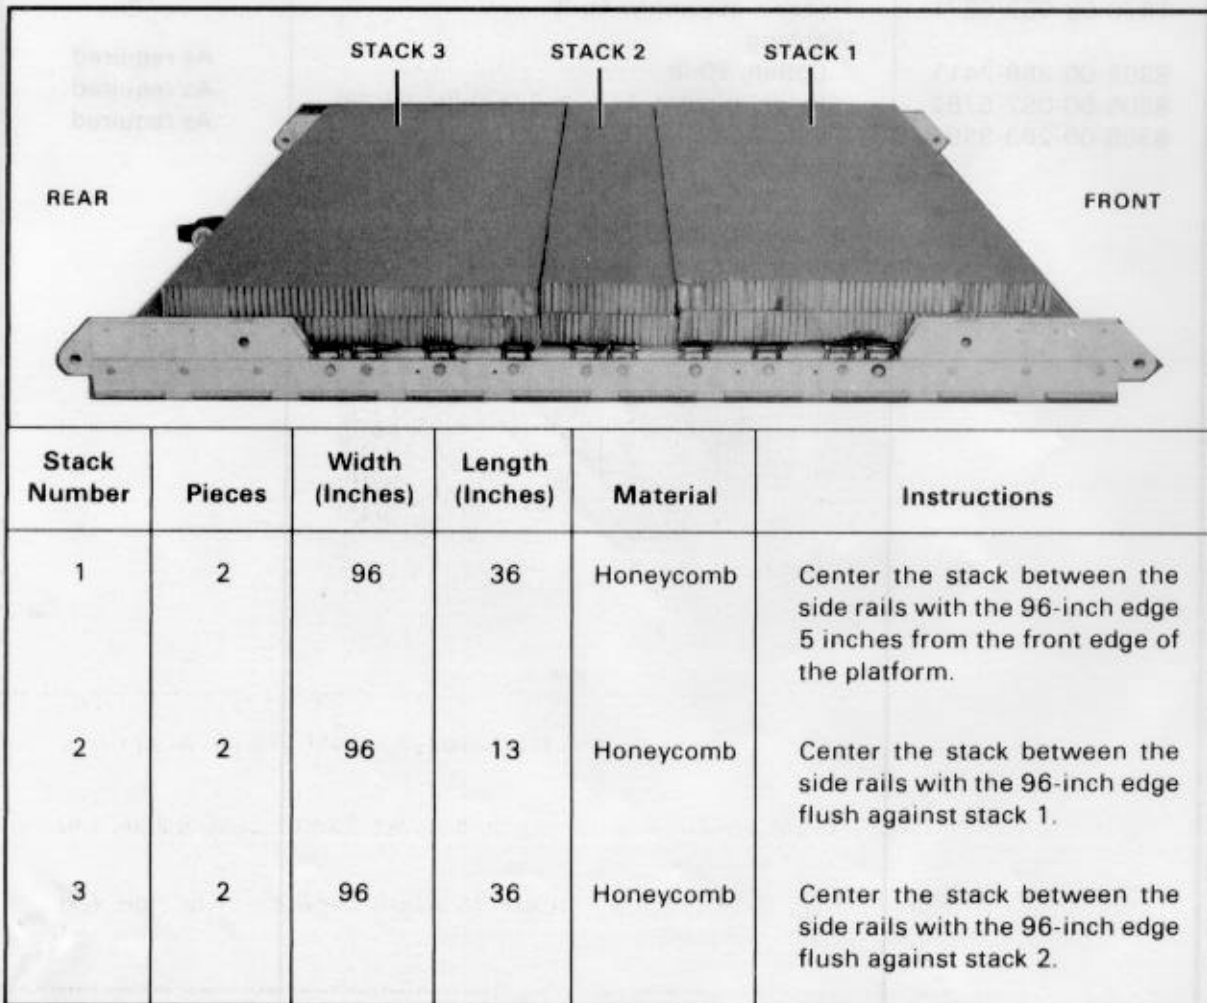 STACK 3 STACK 2 STACK 1
REAR FRONT
Stack Number Pieces Width (Inches) Length (Inches) Material Instructions
1 2 96 36 Honeycomb Center the stack between the
side rails with the 96-inch edge
5 inches from the front edge of
the platform.
2 2 96 13 Honeycomb Center the stack between the
side rails with the 96-inch edge
flush against stack 1.
3 2 96 36 Honeycomb Center the stack between the
side rails with the 96-inch edge
flush against stack 2.